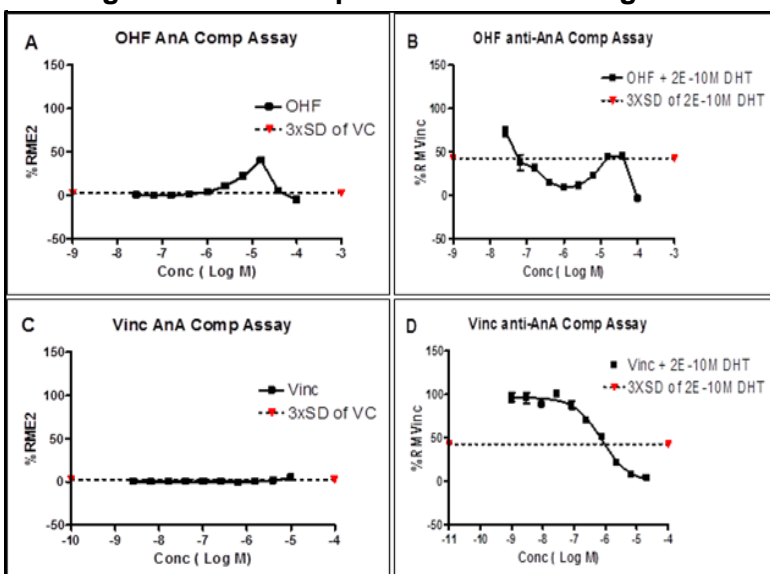 A
OHF AnA Comp Assay
150
100
50
0
-50
%RME2
OHF
3xSD of VC
-9 -8 -7 -6 -5 -4 -3
Conc ( Log M)
B
OHF anti-AnA Comp Assay
150
100
50
0
-50
%RMVinc
OHF + 2E-10M DHT
3XSD of 2E-10M DHT
-9 -8 -7 -6 -5 -4 -3
Conc ( Log M)
C
Vinc AnA Comp Assay
150
100
50
0
-50
%RME2
Vinc
3xSD of VC
-10 -9 -8 -7 -6 -5 -4
Conc ( Log M)
D
Vinc anti-AnA Comp Assay
150
100
50
0
-50
%RMVinc
Vinc + 2E-10M DHT
3XSD of 2E-10M DHT
-11 -10 -9 -8 -7 -6 -5 -4
Conc ( Log M)